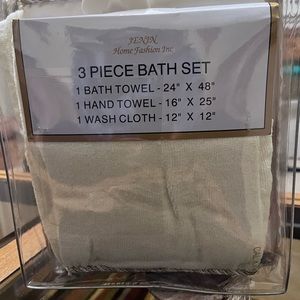 JENIN
Home Fashion Inc
3 PIECE BATH SET
1 BATH TOWEL - 24" X 48"
1 HAND TOWEL - 16" X 25"
1 WASH CLOTH - 12" X 12"